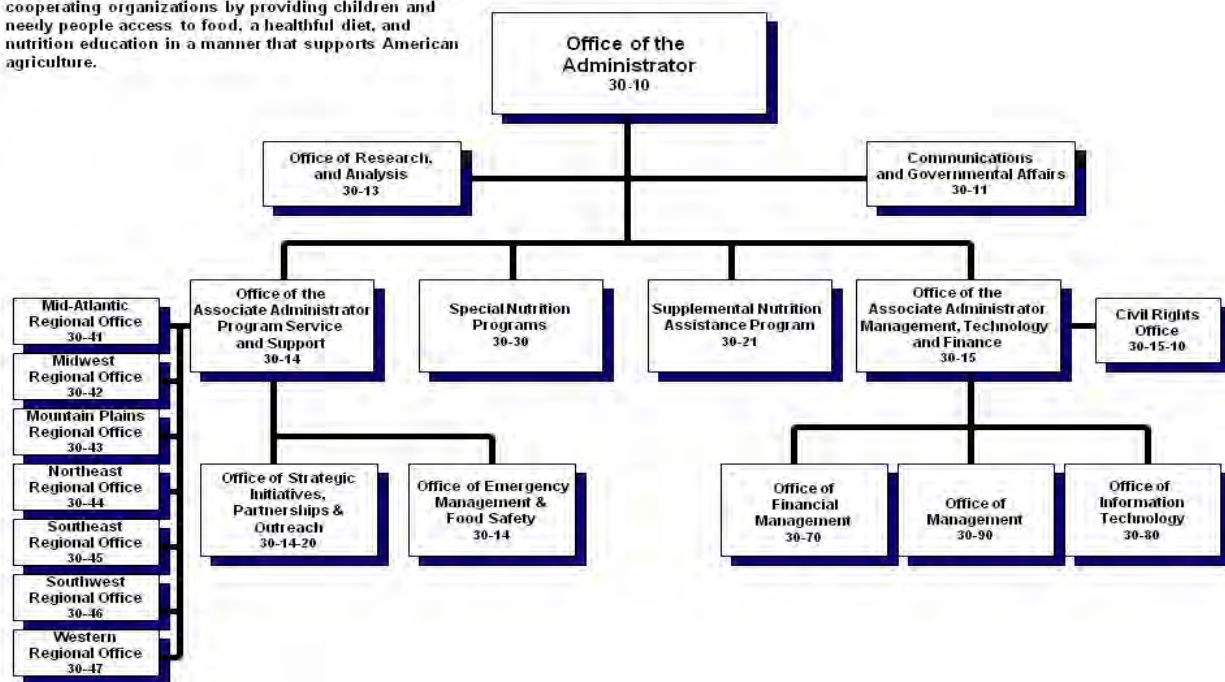 cooperating organizations by providing children and
needy people access to food, a healthful diet, and
nutrition education in a manner that supports American
agriculture.
Office of the
Administrator
30-10
Office of Research,
and Analysis
30-13
Communications
and Governmental Affairs
30-11
Office of the
Associate Administrator
Program Service
and Support
30-14
Special Nutrition
Programs
30-30
Supplemental Nutrition
Assistance Program
30-21
Office of the
Associate Administrator
Management, Technology
and Finance
30-15
Civil Rights
Office
30-15-10
Mid-Atlantic
Regional Office
30-41
Midwest
Regional Office
30-42
Mountain Plains
Regional Office
30-43
Northeast
Regional Office
30-44
Southeast
Regional Office
30-45
Southwest
Regional Office
30-46
Western
Regional Office
30-47
Office of Strategic
Initiatives,
Partnerships &
Outreach
30-14-20
Office of Emergency
Management &
Food Safety
30-14
Office of
Financial
Management
30-70
Office of
Management
30-90
Office of
Information
Technology
30-80